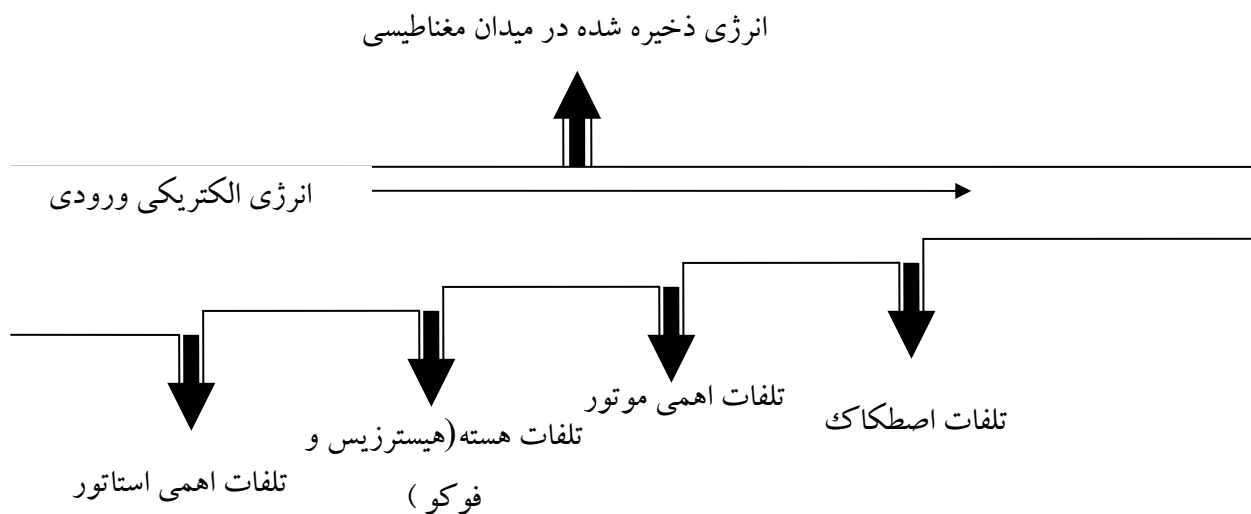 انرژی ذخیره شده در میدان مغناطیسی
انرژی الکتریکی ورودی
تلفات اصطکاک
تلفات اهمی موتور
تلفات هسته(هیسترزیس و
فوکو )
تلفات اهمی استاتور